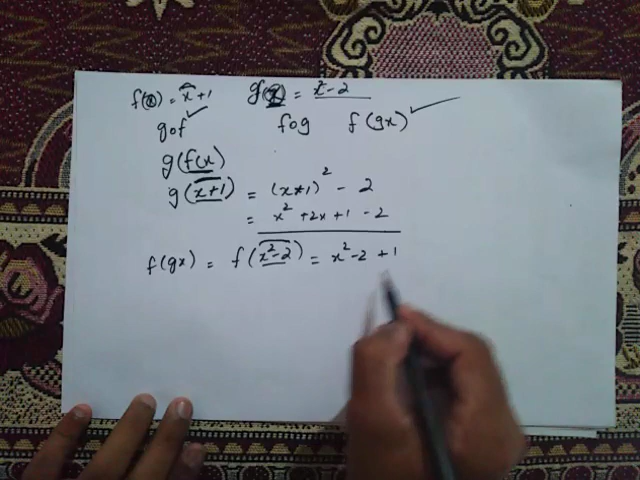 f(x) = x+1 g(x) = x²-2
gof fog f(gx)
g(f(x)
g(x+1) = (x+1)² - 2
= x² +2x+1 -2
f(gx) = f(x²-2) = x²-2 +1